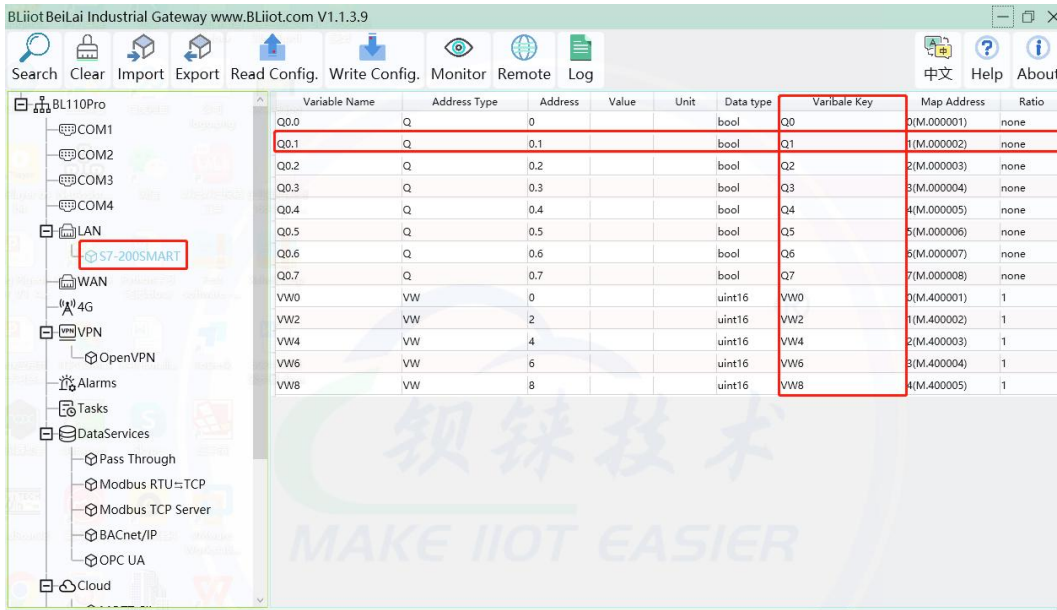 BLiiot BeiLai Industrial Gateway www.BLiiot.com V1.1.3.9
Search Clear Import Export Read Config. Write Config. Monitor Remote Log 中文 Help About
BL110Pro
COM1
COM2
COM3
COM4
LAN
S7-200SMART
WAN
4G
VPN
OpenVPN
Alarms
Tasks
DataServices
Pass Through
Modbus RTU⇆TCP
Modbus TCP Server
BACnet/IP
OPC UA
Cloud
Variable Name Address Type Address Value Unit Data type Varibale Key Map Address Ratio
Q0.0 Q 0 bool Q0 0(M.000001) none
Q0.1 Q 0.1 bool Q1 1(M.000002) none
Q0.2 Q 0.2 bool Q2 2(M.000003) none
Q0.3 Q 0.3 bool Q3 3(M.000004) none
Q0.4 Q 0.4 bool Q4 4(M.000005) none
Q0.5 Q 0.5 bool Q5 5(M.000006) none
Q0.6 Q 0.6 bool Q6 6(M.000007) none
Q0.7 Q 0.7 bool Q7 7(M.000008) none
VW0 VW 0 uint16 VW0 0(M.400001) 1
VW2 VW 2 uint16 VW2 1(M.400002) 1
VW4 VW 4 uint16 VW4 2(M.400003) 1
VW6 VW 6 uint16 VW6 3(M.400004) 1
VW8 VW 8 uint16 VW8 4(M.400005) 1
钡铼技术
MAKE IIOT EASIER